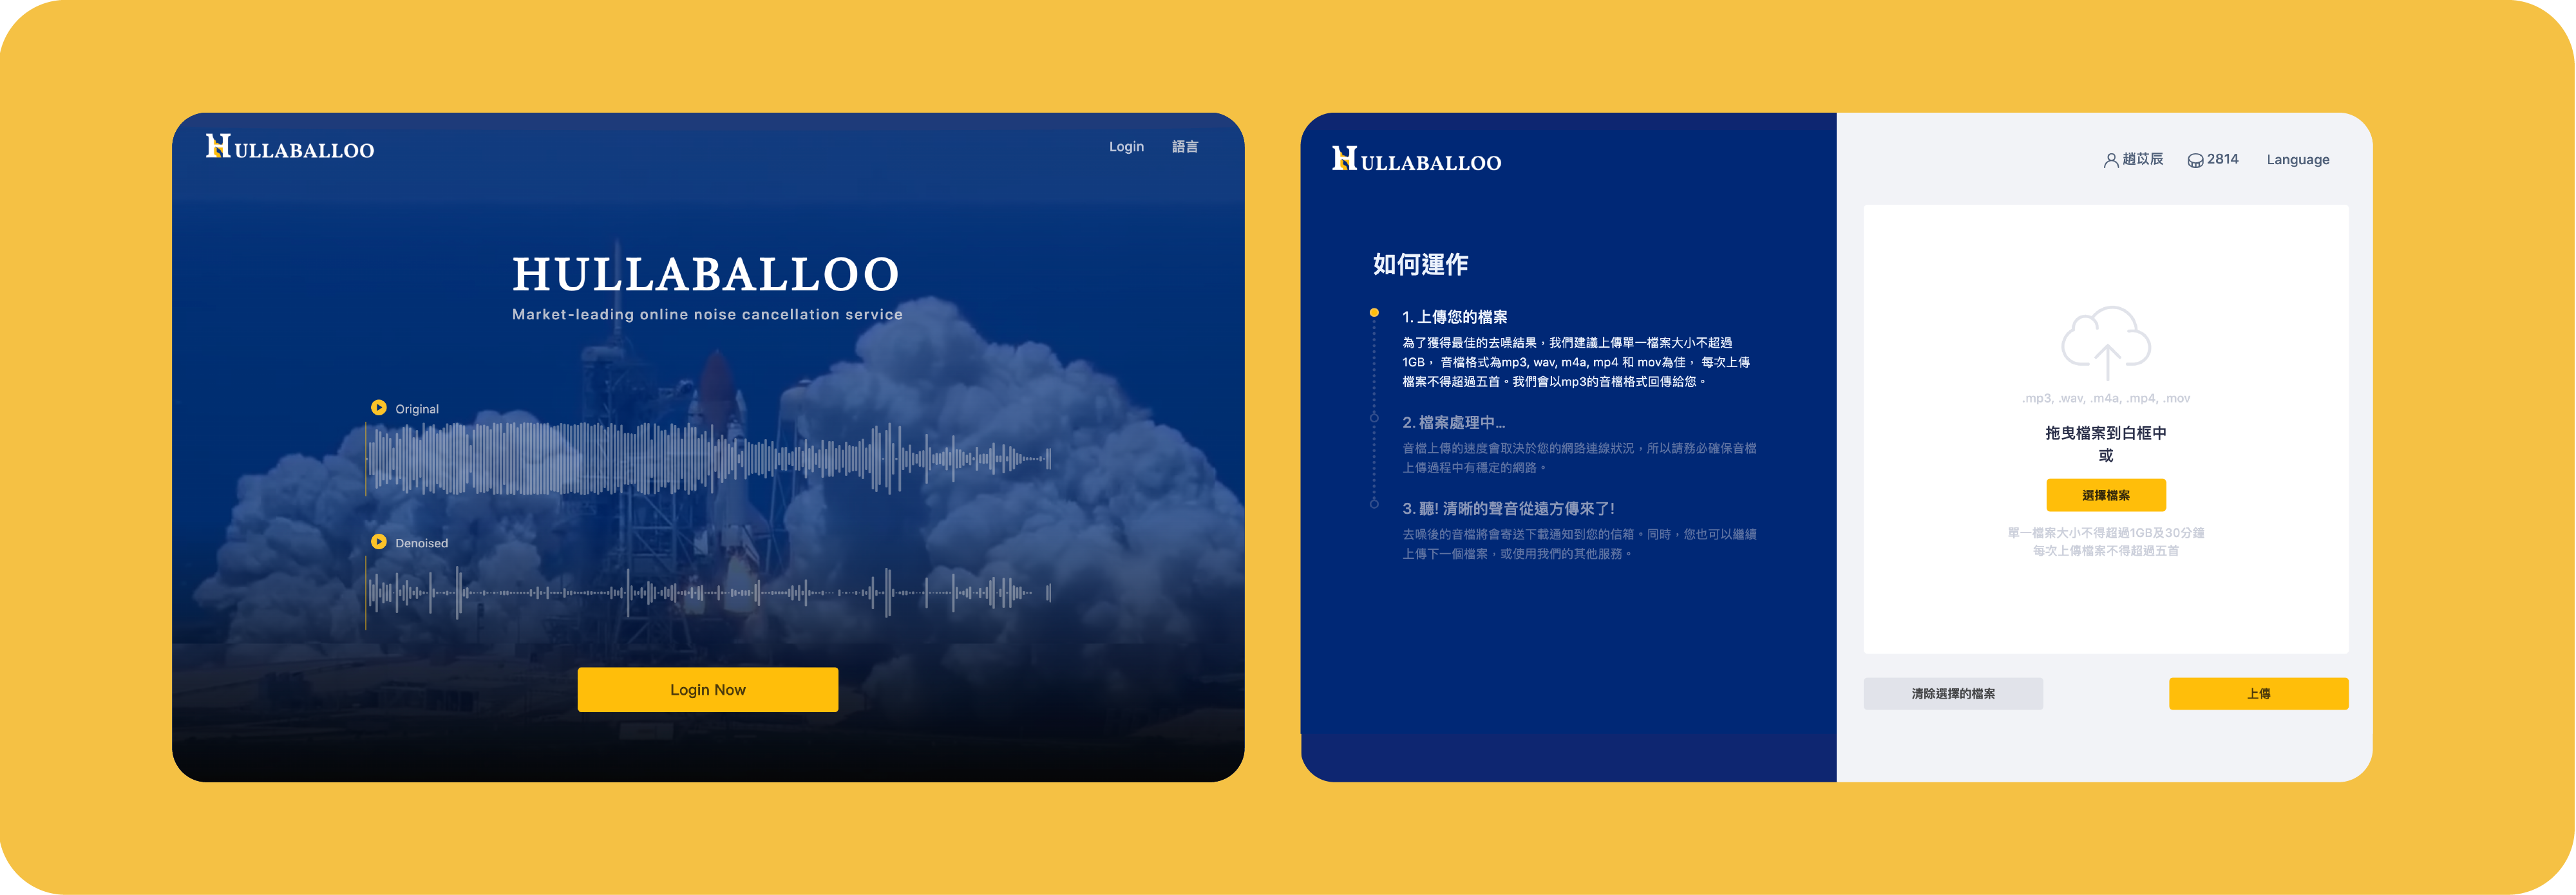 HULLABALLOO
Login 語言
HULLABALLOO
Market-leading online noise cancellation service
Original
Denoised
Login Now
HULLABALLOO
如何運作
1. 上傳您的檔案
為了獲得最佳的去噪結果，我們建議上傳單一檔案大小不超過
1GB， 音檔格式為mp3, wav, m4a, mp4 和 mov為佳， 每次上傳
檔案不得超過五首。我們會以mp3的音檔格式回傳給您。
2. 檔案處理中...
音檔上傳的速度會取決於您的網路連線狀況，所以請務必確保音檔
上傳過程中有穩定的網路。
3. 聽! 清晰的聲音從遠方傳來了!
去噪後的音檔將會寄送下載通知到您的信箱。同時，您也可以繼續
上傳下一個檔案，或使用我們的其他服務。
趙苡辰 2814 Language
.mp3, .wav, .m4a, .mp4, .mov
拖曳檔案到白框中
或
選擇檔案
單一檔案大小不得超過1GB及30分鐘
每次上傳檔案不得超過五首
清除選擇的檔案 上傳